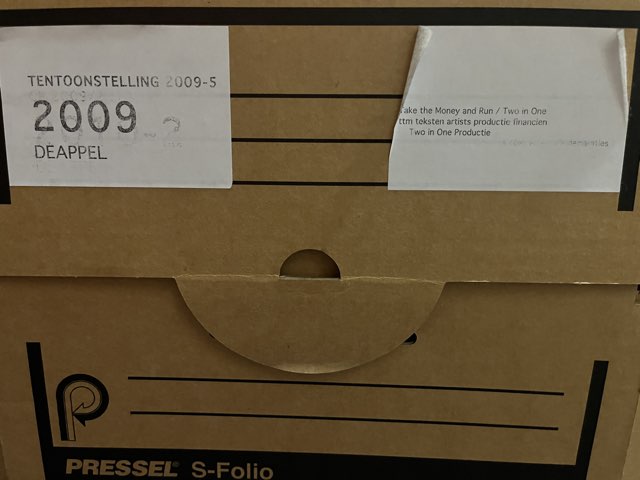 TENTOONSTELLING 2009-5
2009
DEAPPEL
Take the Money and Run / Two in One
ttm teksten artists productie financien
Two in One Productie
PRESSEL® S-Folio